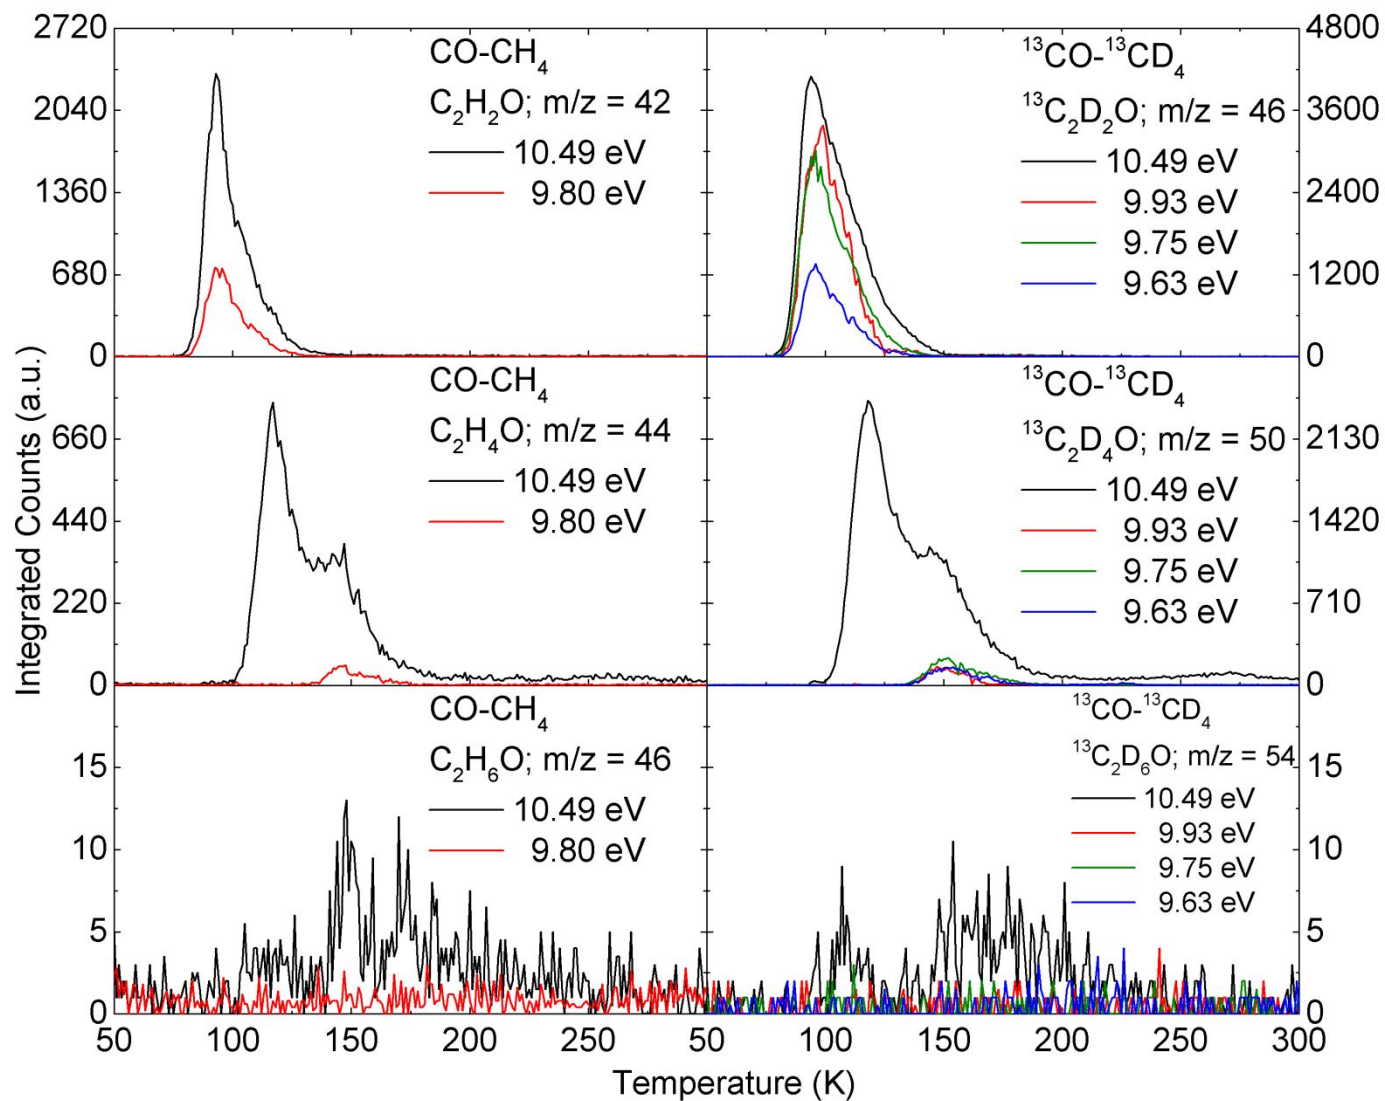 Integrated Counts (a.u.)
2720
2040
1360
680
0
CO-CH₄
C₂H₂O; m/z = 42
10.49 eV
9.80 eV
¹³CO-¹³CD₄
¹³C₂D₂O; m/z = 46
10.49 eV
9.93 eV
9.75 eV
9.63 eV
4800
3600
2400
1200
0
660
440
220
0
CO-CH₄
C₂H₄O; m/z = 44
10.49 eV
9.80 eV
¹³CO-¹³CD₄
¹³C₂D₄O; m/z = 50
10.49 eV
9.93 eV
9.75 eV
9.63 eV
2130
1420
710
0
15
10
5
0
CO-CH₄
C₂H₆O; m/z = 46
10.49 eV
9.80 eV
¹³CO-¹³CD₄
¹³C₂D₆O; m/z = 54
10.49 eV
9.93 eV
9.75 eV
9.63 eV
15
10
5
0
50 100 150 200 250 50 100 150 200 250 300
Temperature (K)